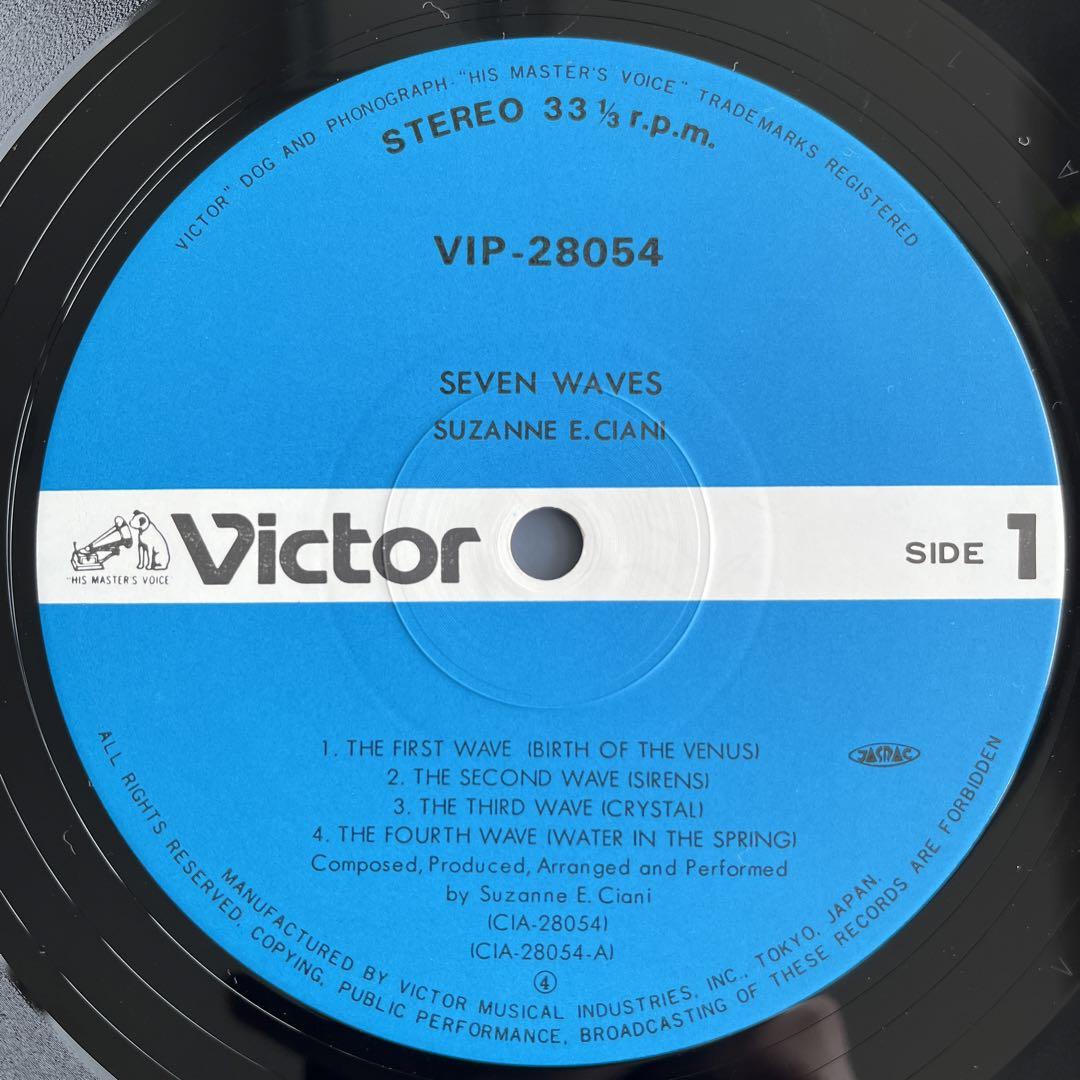 VICTOR" DOG AND PHONOGRAPH-"HIS MASTER'S VOICE" TRADEMARKS REGISTERED
STEREO 33 ⅓ r.p.m.
VIP-28054
SEVEN WAVES
SUZANNE E.CIANI
"HIS MASTER'S VOICE"
Victor
SIDE 1
1. THE FIRST WAVE (BIRTH OF THE VENUS)
2. THE SECOND WAVE (SIRENS)
3. THE THIRD WAVE (CRYSTAL)
4. THE FOURTH WAVE (WATER IN THE SPRING)
JASRAC
Composed, Produced, Arranged and Performed
by Suzanne E. Ciani
(CIA-28054)
(CIA-28054-A)
④
MANUFACTURED BY VICTOR MUSICAL INDUSTRIES, INC., TOKYO, JAPAN.
ALL RIGHTS RESERVED. COPYING, PUBLIC PERFORMANCE, BROADCASTING OF THESE RECORDS ARE FORBIDDEN